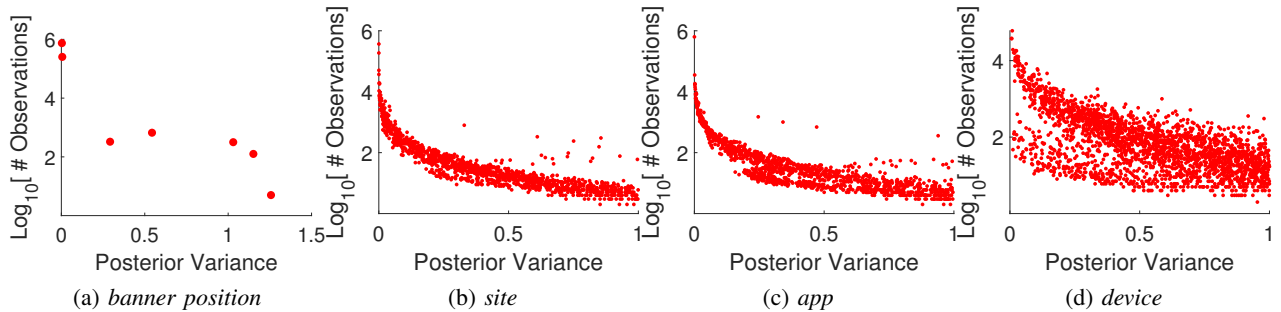 Log10[ # Observations]
6
4
2
0
0.5
1
1.5
Posterior Variance
(a) banner position
Log10[ # Observations]
6
4
2
0
0.5
1
Posterior Variance
(b) site
Log10[ # Observations]
6
4
2
0
0.5
1
Posterior Variance
(c) app
Log10[ # Observations]
4
2
0
0.5
1
Posterior Variance
(d) device